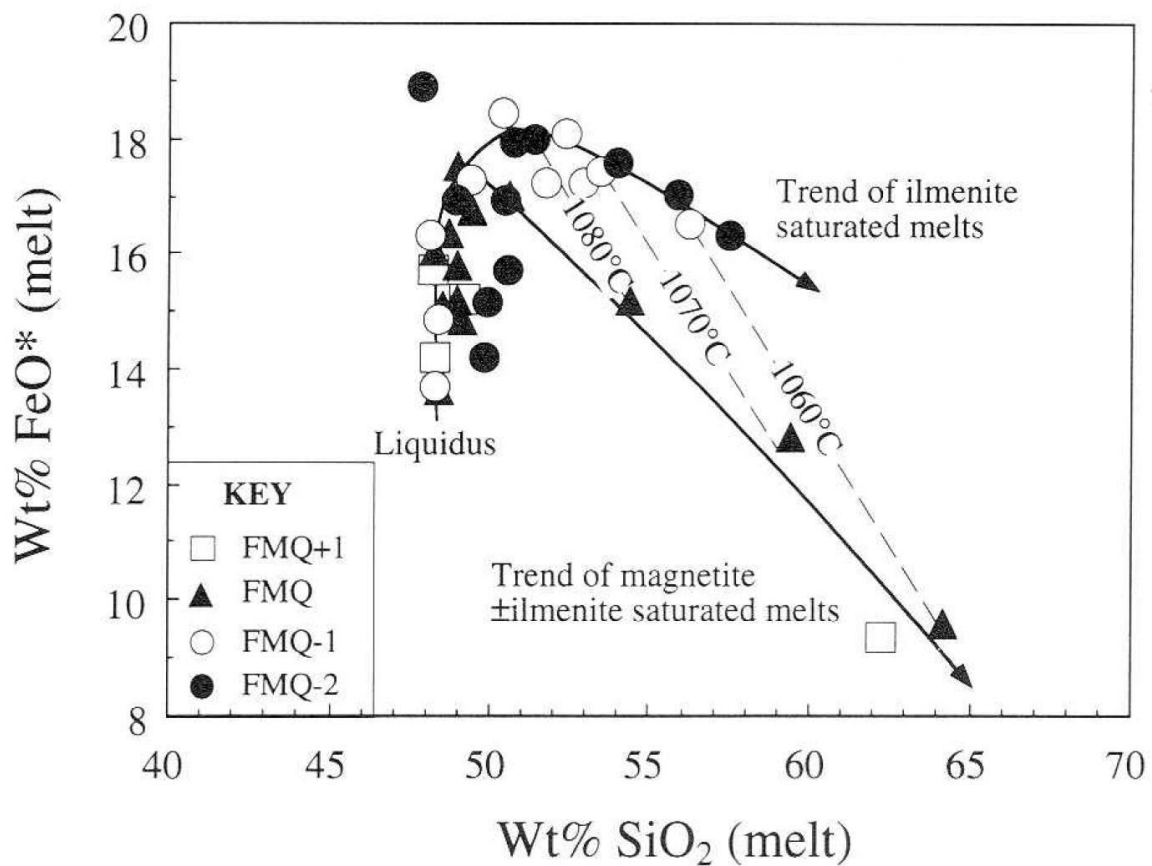 20
18
16
14
12
10
8
Wt% FeO* (melt)
Trend of ilmenite
saturated melts
1080°C
1070°C
1060°C
Liquidus
KEY
FMQ+1
FMQ
FMQ-1
FMQ-2
Trend of magnetite
±ilmenite saturated melts
40 45 50 55 60 65 70
Wt% SiO₂ (melt)